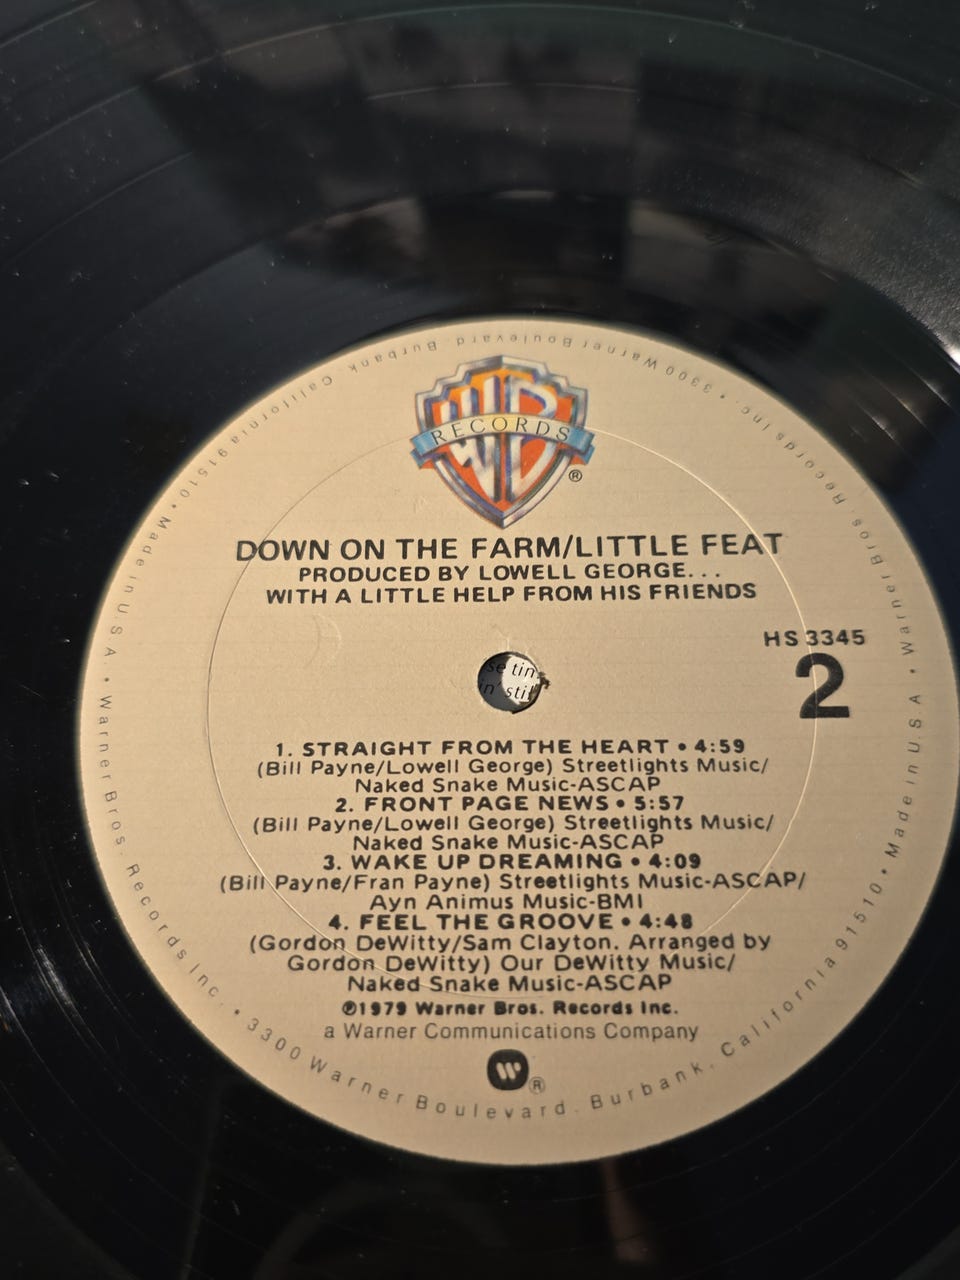 WB
RECORDS
®
DOWN ON THE FARM/LITTLE FEAT
PRODUCED BY LOWELL GEORGE...
WITH A LITTLE HELP FROM HIS FRIENDS
HS 3345
2
se tin
in' stil
1. STRAIGHT FROM THE HEART • 4:59
(Bill Payne/Lowell George) Streetlights Music/
Naked Snake Music-ASCAP
2. FRONT PAGE NEWS • 5:57
(Bill Payne/Lowell George) Streetlights Music/
Naked Snake Music-ASCAP
3. WAKE UP DREAMING • 4:09
(Bill Payne/Fran Payne) Streetlights Music-ASCAP/
Ayn Animus Music-BMI
4. FEEL THE GROOVE • 4:48
(Gordon DeWitty/Sam Clayton. Arranged by
Gordon DeWitty) Our DeWitty Music/
Naked Snake Music-ASCAP
℗1979 Warner Bros. Records Inc.
a Warner Communications Company
W ®
Warner Bros. Records Inc. • 3300 Warner Boulevard. Burbank. California 91510 • Made in U.S.A. • Warner Bros. Records Inc. • 3300 Warner Boulevard. Burbank. California 91510 • Made in U.S.A. •